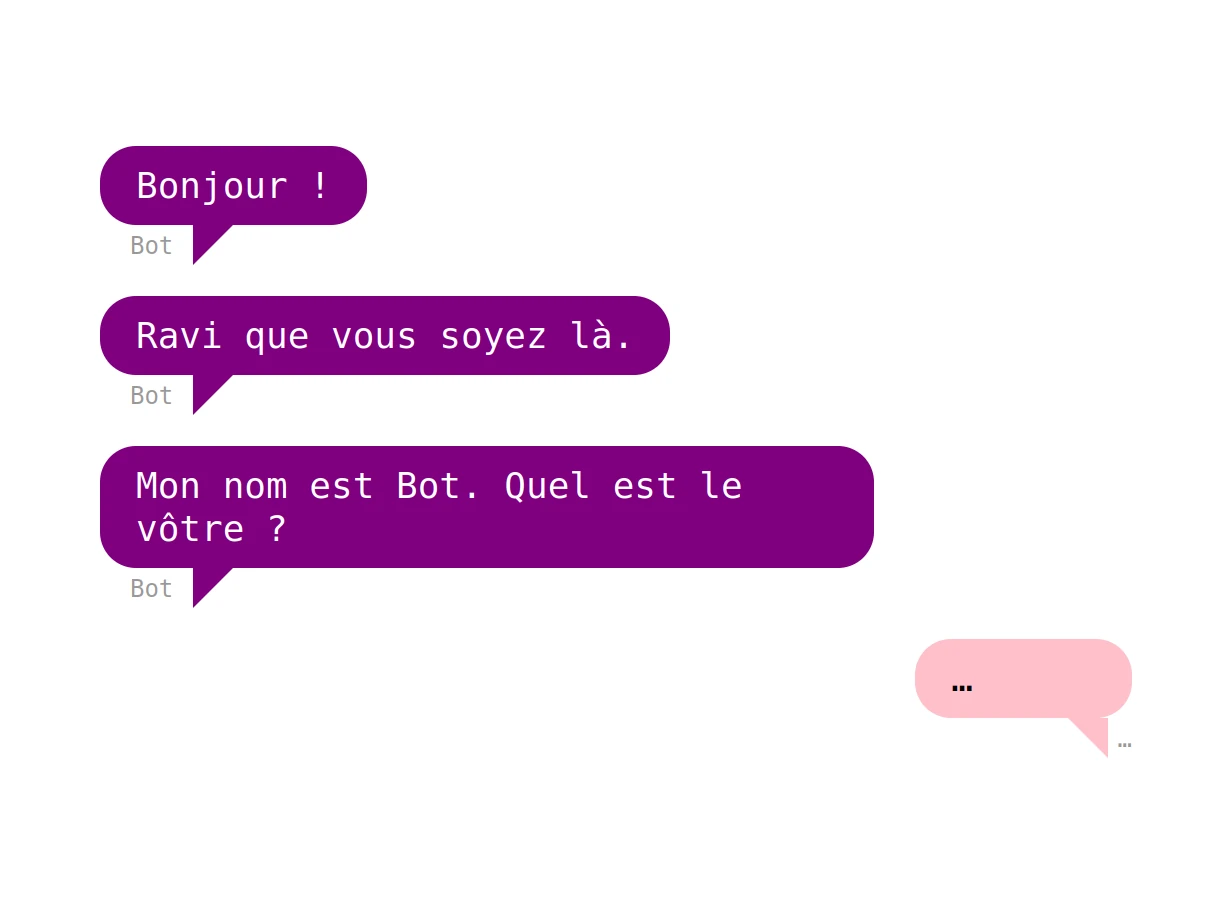 Bonjour !
Bot
Ravi que vous soyez là.
Bot
Mon nom est Bot. Quel est le
vôtre ?
Bot
…
…